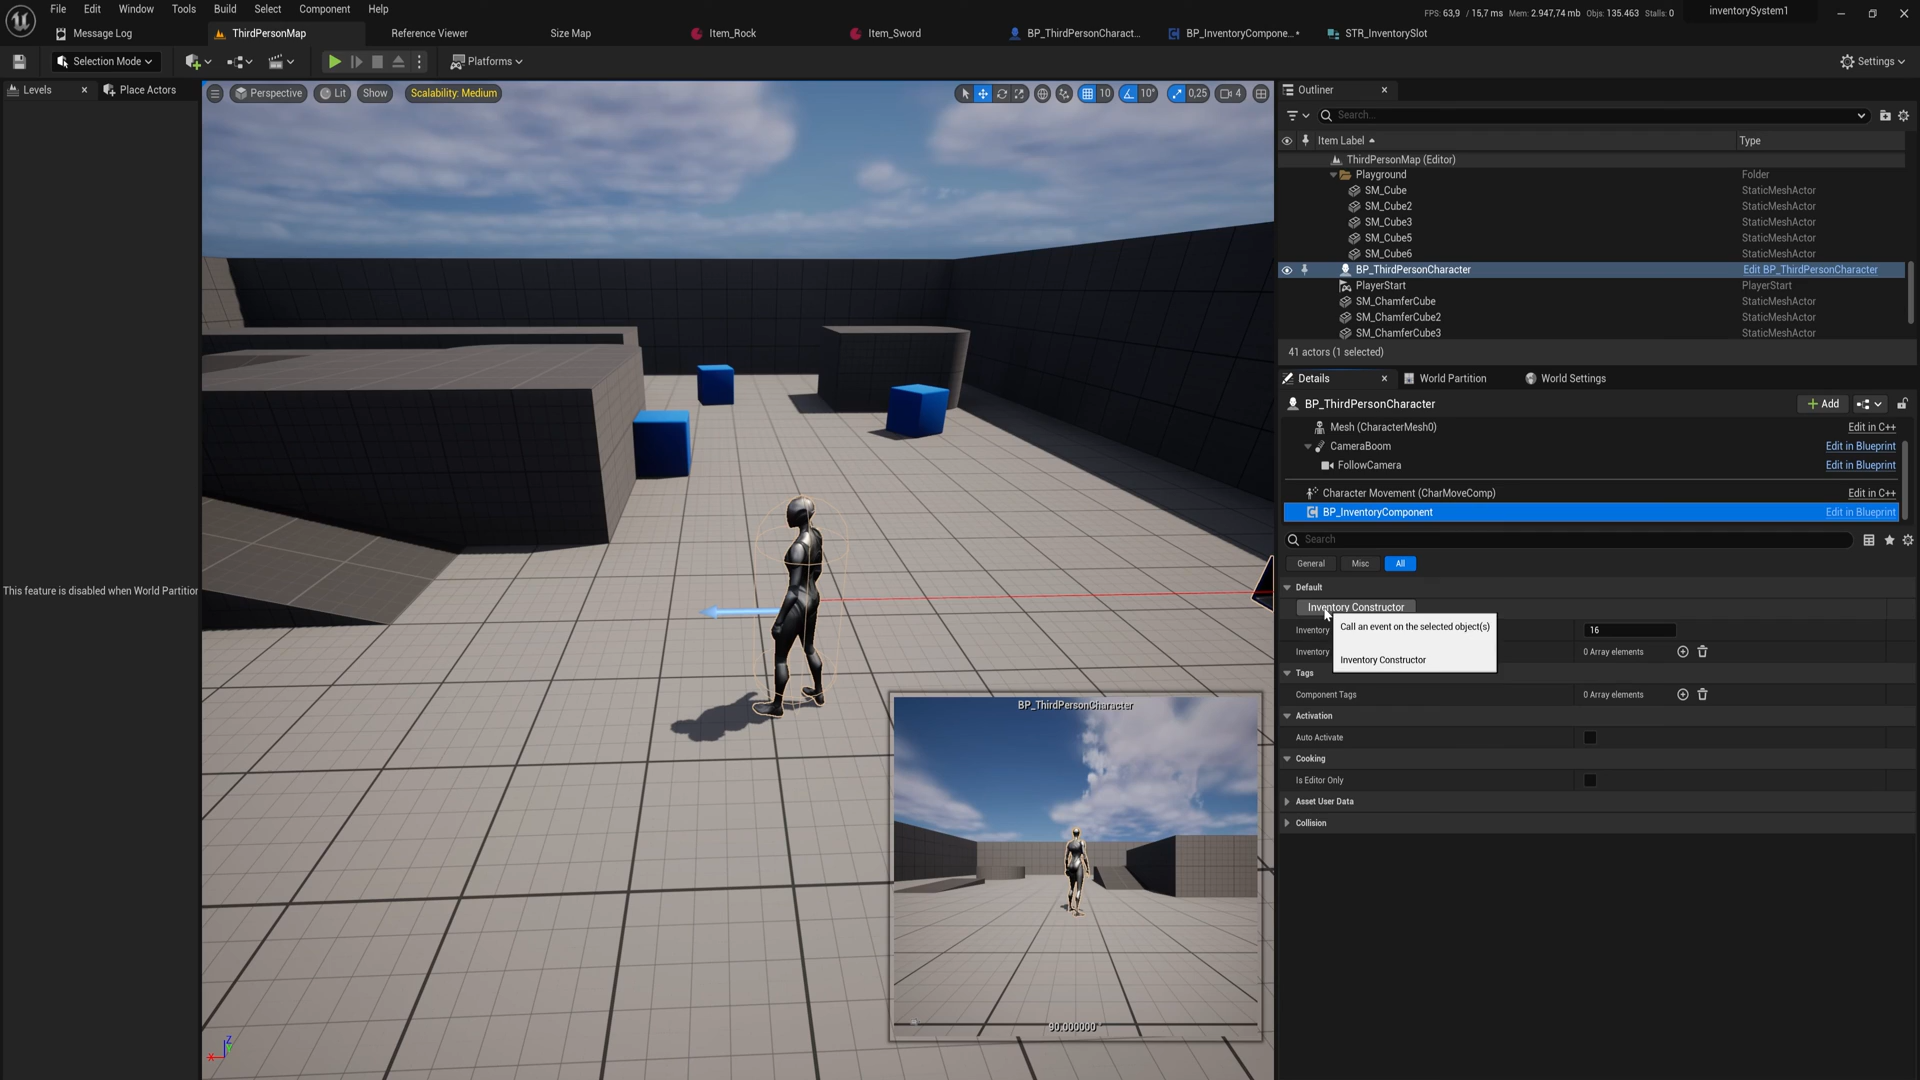 File Edit Window Tools Build Select Component Help
FPS: 63,9 / 15,7 ms Mem: 2.947,74 mb Objs: 135.463 Stalls: 0
inventorySystem1
Message Log
ThirdPersonMap
Reference Viewer
Size Map
Item_Rock
Item_Sword
BP_ThirdPersonCharact...
BP_InventoryCompone...•
STR_InventorySlot
Selection Mode
Platforms
Settings
Levels
Place Actors
Perspective
Lit
Show
Scalability: Medium
10
10°
0,25
4
This feature is disabled when World Partition
BP_ThirdPersonCharacter
90.000000
Z
X
Outliner
Search...
Item Label
Type
ThirdPersonMap (Editor)
Playground Folder
SM_Cube StaticMeshActor
SM_Cube2 StaticMeshActor
SM_Cube3 StaticMeshActor
SM_Cube5 StaticMeshActor
SM_Cube6 StaticMeshActor
BP_ThirdPersonCharacter Edit BP_ThirdPersonCharacter
PlayerStart PlayerStart
SM_ChamferCube StaticMeshActor
SM_ChamferCube2 StaticMeshActor
SM_ChamferCube3 StaticMeshActor
41 actors (1 selected)
Details
World Partition
World Settings
BP_ThirdPersonCharacter
Add
Mesh (CharacterMesh0) Edit in C++
CameraBoom Edit in Blueprint
FollowCamera Edit in Blueprint
Character Movement (CharMoveComp) Edit in C++
BP_InventoryComponent Edit in Blueprint
Search
General
Misc
All
Default
Inventory Constructor
Call an event on the selected object(s)
Inventory Constructor
Inventory 16
Inventory 0 Array elements
Tags
Component Tags 0 Array elements
Activation
Auto Activate
Cooking
Is Editor Only
Asset User Data
Collision